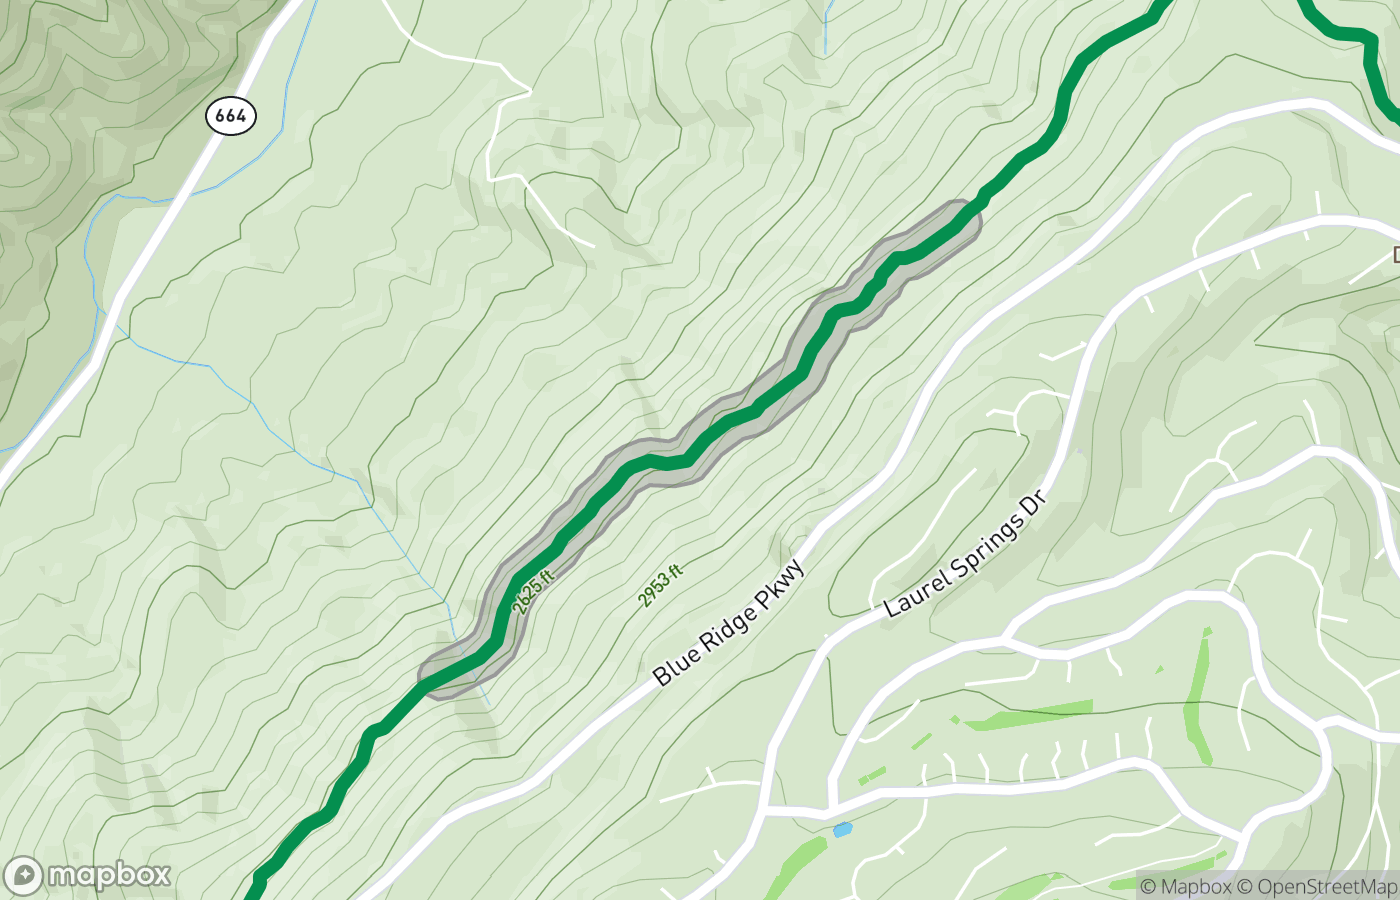 664
D
Laurel Springs Dr
2625 ft
2953 ft
Blue Ridge Pkwy
mapbox
© Mapbox © OpenStreetMap